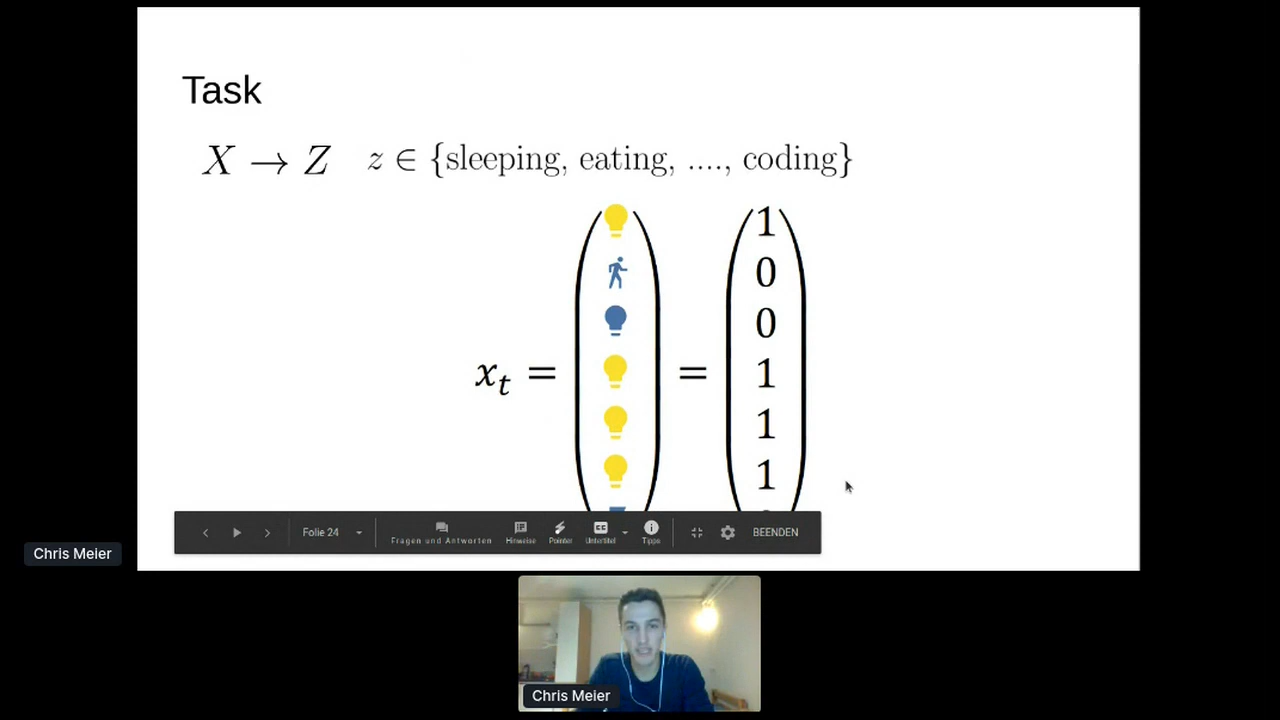 Task
X → Z z ∈ {sleeping, eating, ...., coding}
x_t = =
1
0
0
1
1
1
Folie 24
Fragen und Antworten
Hinweise
Pointer
CC
Untertitel
Tipps
BEENDEN
Chris Meier
Chris Meier